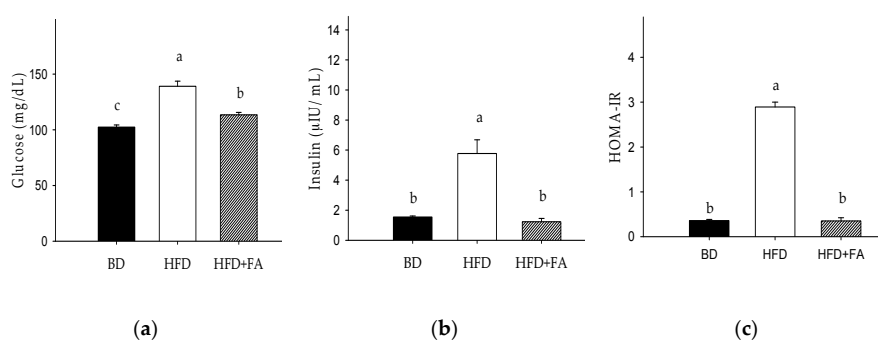 Glucose (mg/dL)
150
100
50
0
c
a
b
BD
HFD
HFD+FA
(a)
Insulin (μIU/ mL)
14
12
10
8
6
4
2
0
b
a
b
BD
HFD
HFD+FA
(b)
HOMA-IR
4
3
2
1
0
b
a
b
BD
HFD
HFD+FA
(c)